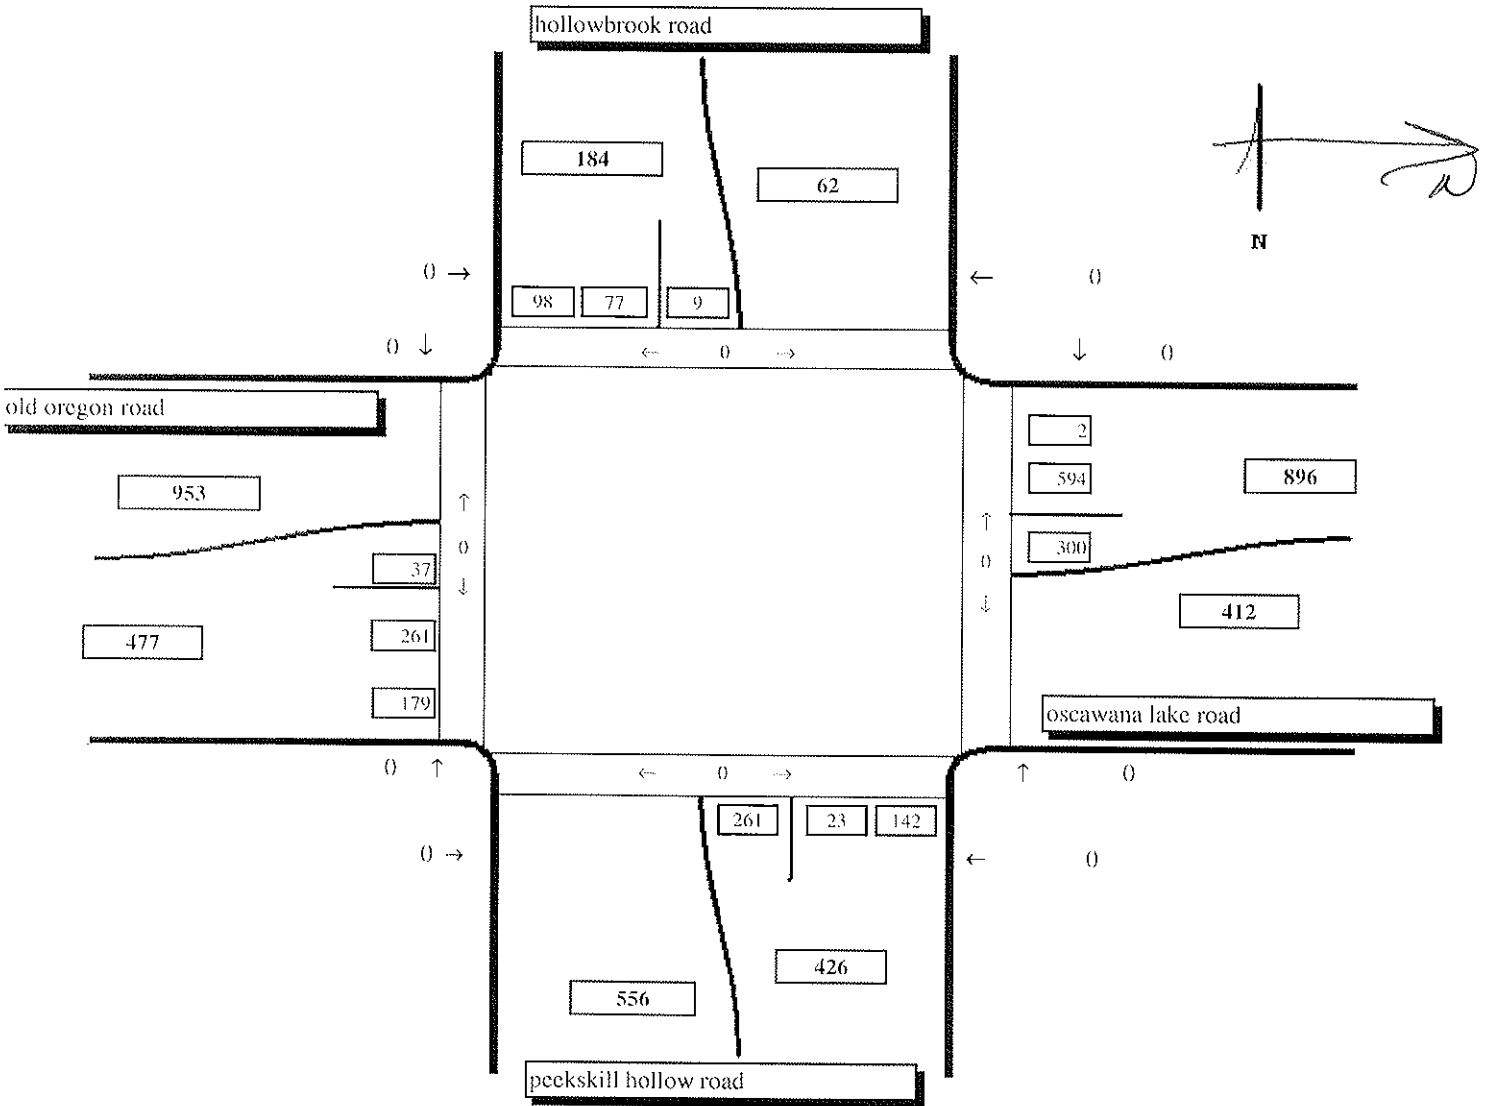 hollowbrook road
184
62
N
N
0 → ← 0
98 77 9
0 ↓ ← 0 → ↓ 0
old oregon road
2
953
594
896
↑
0
↓
37
↑
0
↓
300
477
261
412
179
oscawana lake road
0 ↑ ← 0 → ↑ 0
261 23 142
0 → ← 0
556
426
peekskill hollow road